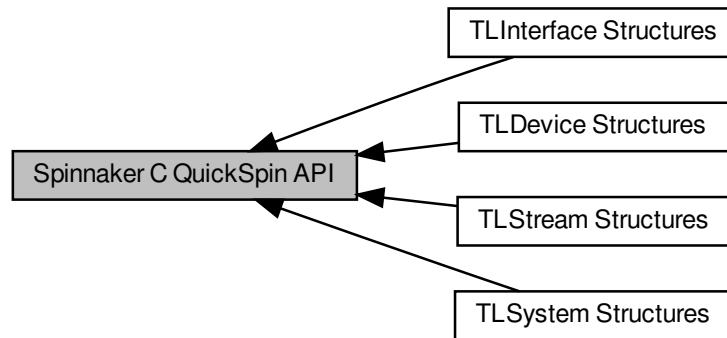 TLInterface Structures
TLDevice Structures
Spinnaker C QuickSpin API
TLStream Structures
TLSystem Structures